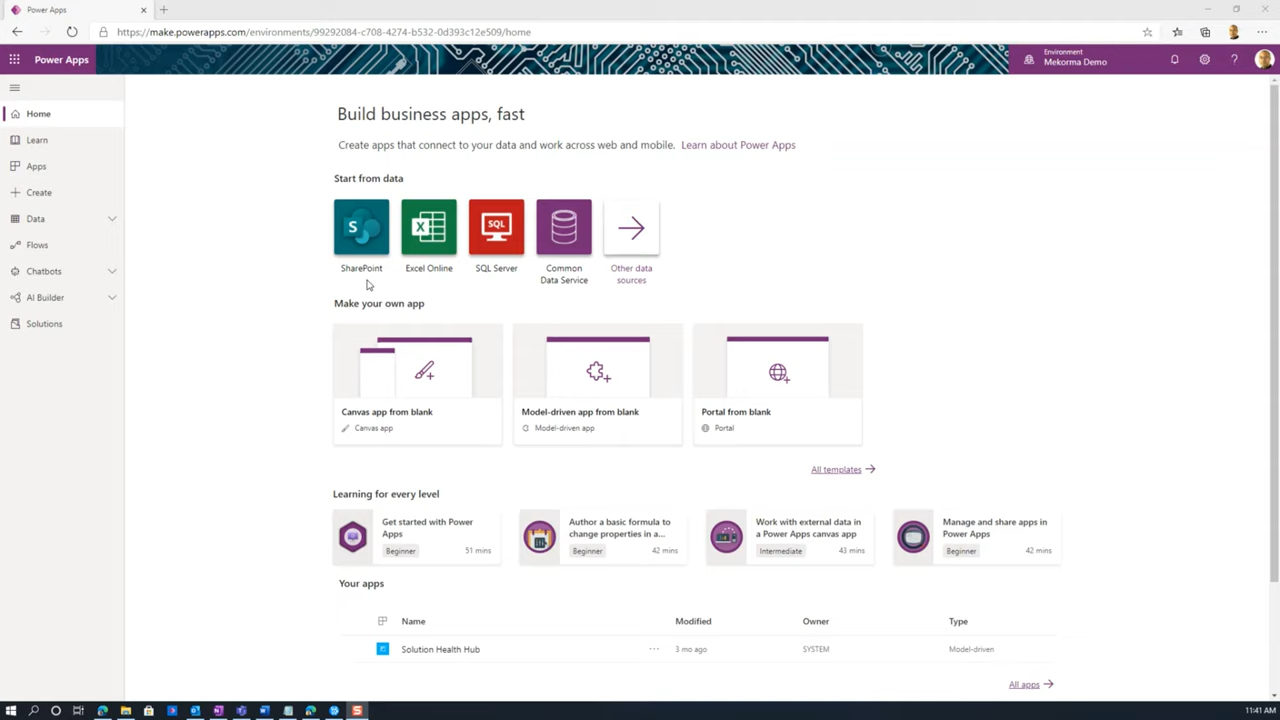 Power Apps
https://make.powerapps.com/environments/99292084-c708-4274-b532-0d393c12e509/home
Power Apps
Environment
Mekorma Demo
Home
Learn
Apps
Create
Data
Flows
Chatbots
AI Builder
Solutions
Build business apps, fast
Create apps that connect to your data and work across web and mobile. Learn about Power Apps
Start from data
S
X
SQL
SharePoint
Excel Online
SQL Server
Common
Data Service
Other data
sources
Make your own app
Canvas app from blank
Canvas app
Model-driven app from blank
Model-driven app
Portal from blank
Portal
All templates
Learning for every level
Get started with Power
Apps
Beginner 51 mins
Author a basic formula to
change properties in a...
Beginner 42 mins
Work with external data in
a Power Apps canvas app
Intermediate 43 mins
Manage and share apps in
Power Apps
Beginner 42 mins
Your apps
Name Modified Owner Type
Solution Health Hub ... 3 mo ago SYSTEM Model-driven
All apps
11:41 AM